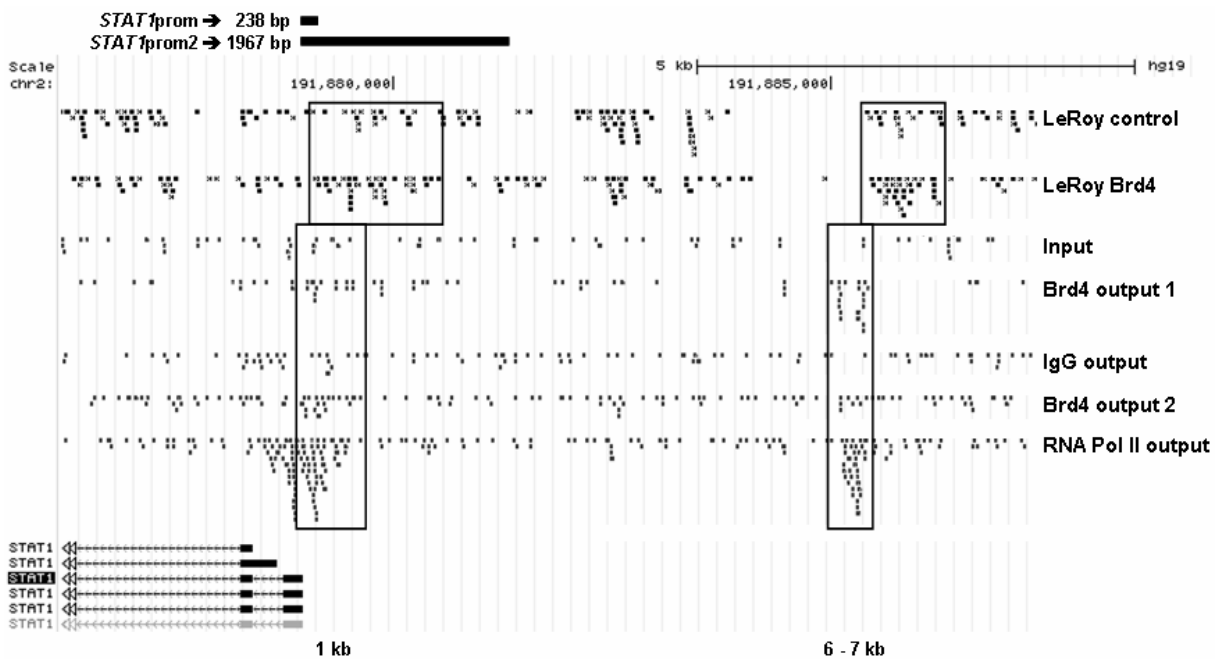 STAT1prom ➔ 238 bp
STAT1prom2 ➔ 1967 bp
Scale
5 kb
hg19
chr2:
191,880,000
191,885,000
LeRoy control
LeRoy Brd4
Input
Brd4 output 1
IgG output
Brd4 output 2
RNA Pol II output
STAT1
STAT1
STAT1
STAT1
STAT1
STAT1
1 kb
6 - 7 kb